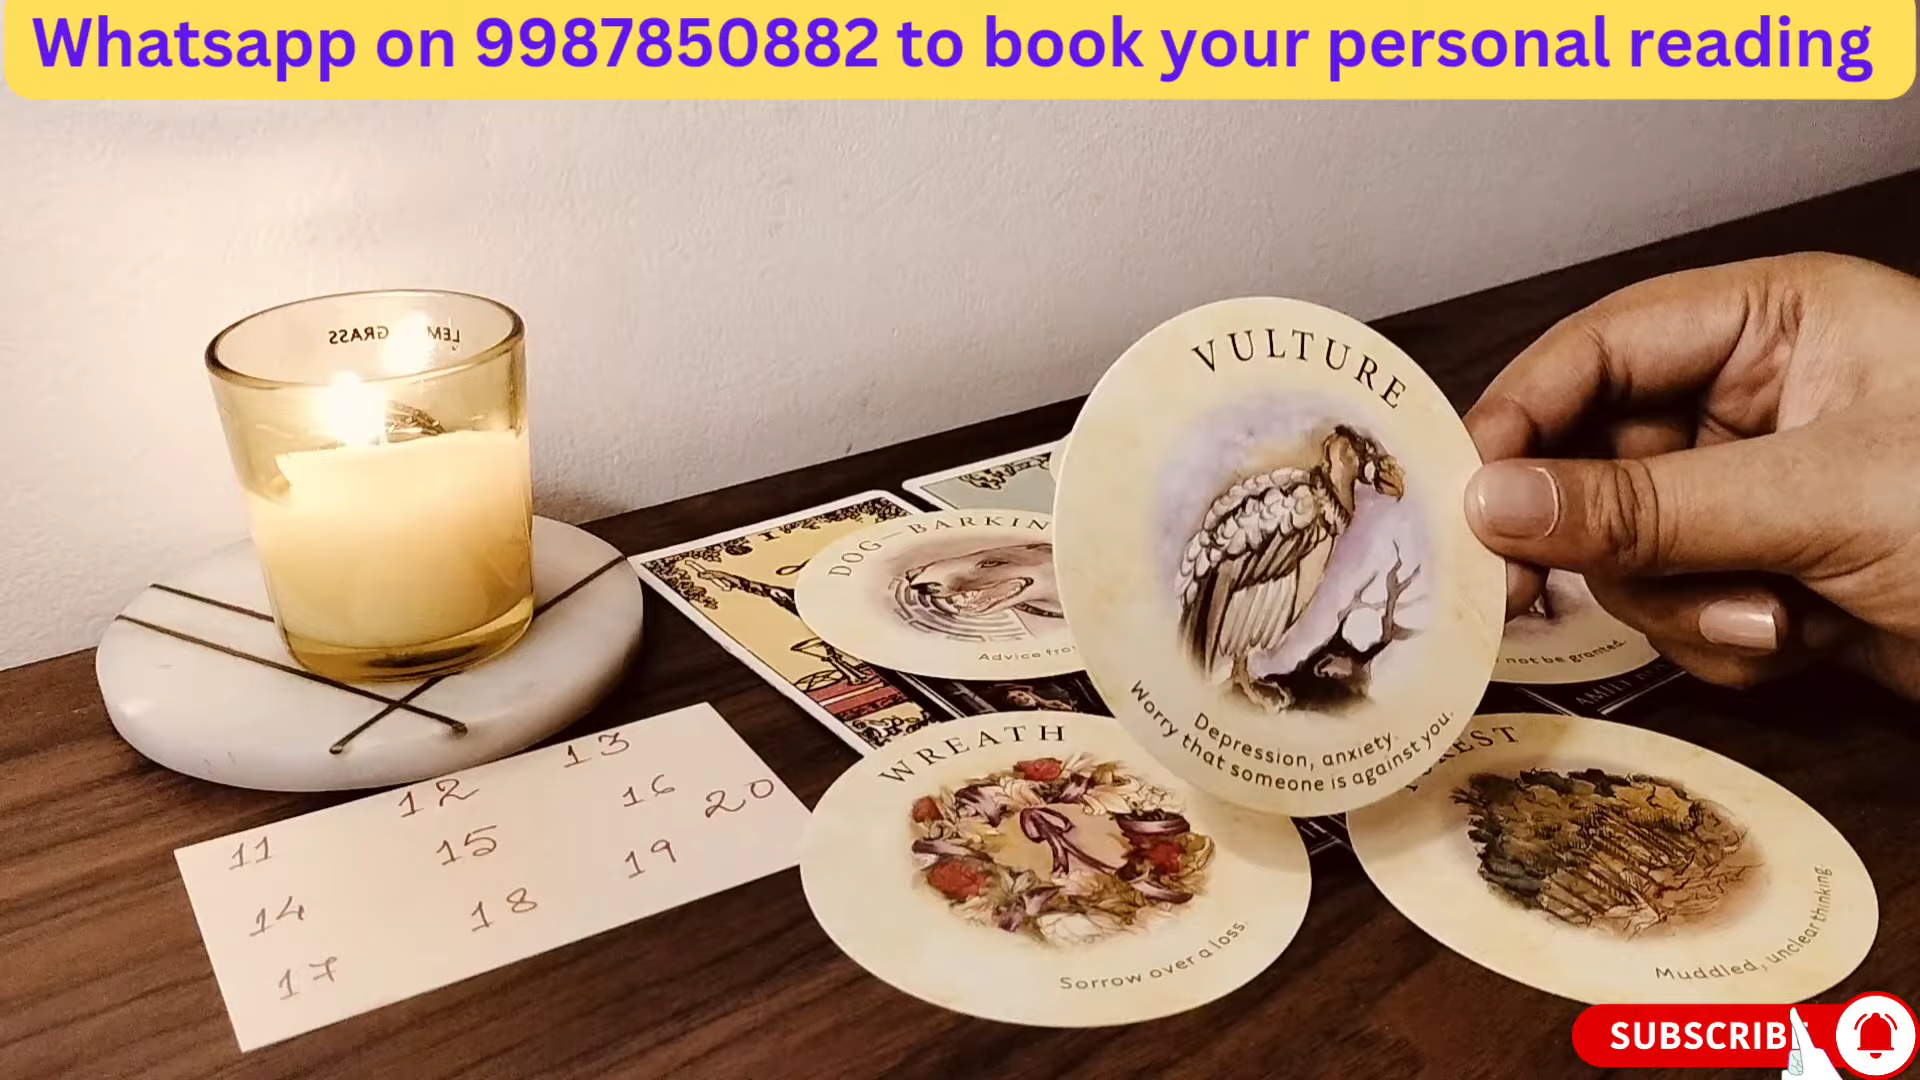 Whatsapp on 9987850882 to book your personal reading
LEM GRASS
VULTURE
Depression, anxiety.
Worry that someone is against you.
DOG—BARKIN
Advice fro
I
not be granted.
WREATH
Sorrow over a loss.
REST
Muddled, unclear thinking.
11 12 13
14 15 16
17 18 19 20
SUBSCRIB